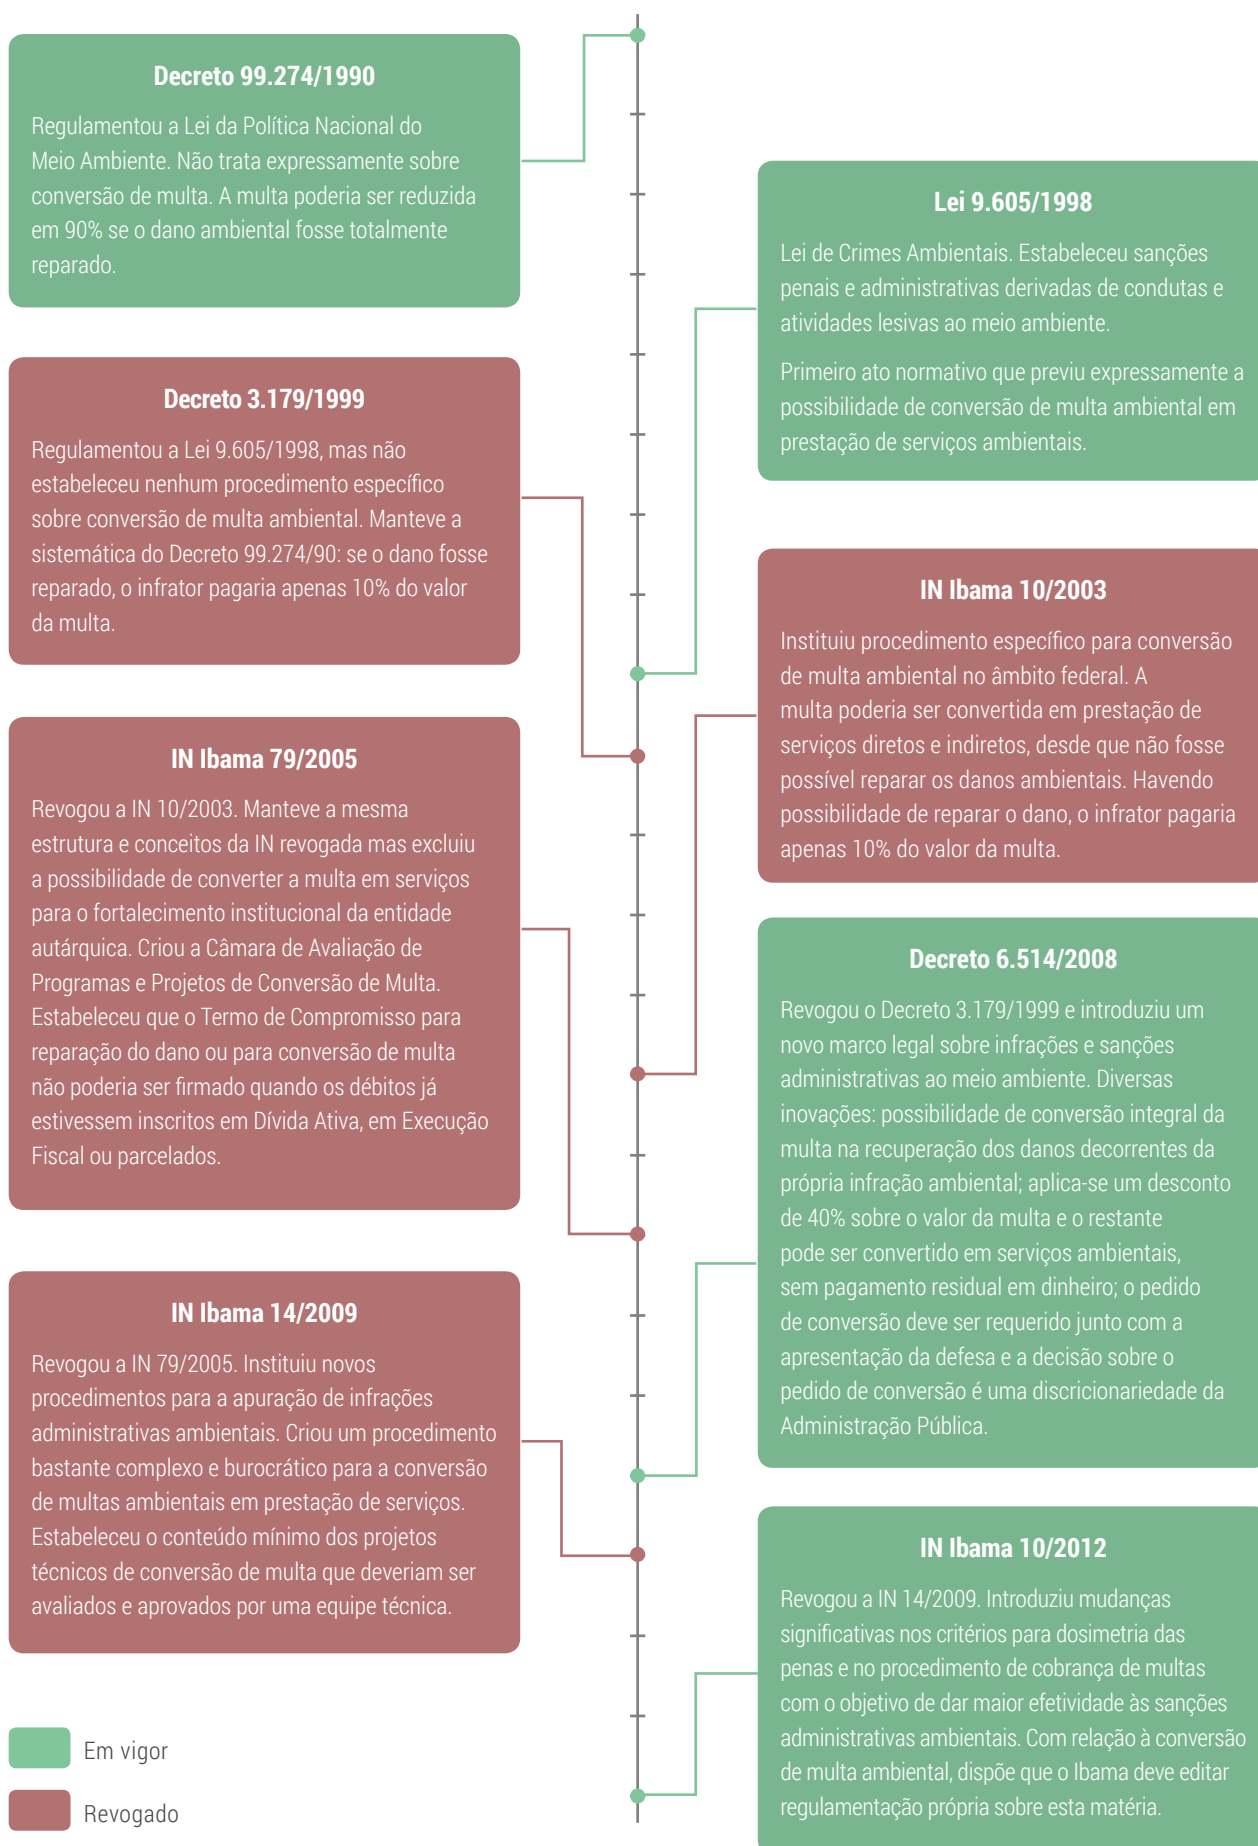 Decreto 99.274/1990
Regulamentou a Lei da Política Nacional do
Meio Ambiente. Não trata expressamente sobre
conversão de multa. A multa poderia ser reduzida
em 90% se o dano ambiental fosse totalmente
reparado.
Lei 9.605/1998
Lei de Crimes Ambientais. Estabeleceu sanções
penais e administrativas derivadas de condutas e
atividades lesivas ao meio ambiente.
Primeiro ato normativo que previu expressamente a
possibilidade de conversão de multa ambiental em
prestação de serviços ambientais.
Decreto 3.179/1999
Regulamentou a Lei 9.605/1998, mas não
estabeleceu nenhum procedimento específico
sobre conversão de multa ambiental. Manteve a
sistemática do Decreto 99.274/90: se o dano fosse
reparado, o infrator pagaria apenas 10% do valor
da multa.
IN Ibama 10/2003
Instituiu procedimento específico para conversão
de multa ambiental no âmbito federal. A
multa poderia ser convertida em prestação de
serviços diretos e indiretos, desde que não fosse
possível reparar os danos ambientais. Havendo
possibilidade de reparar o dano, o infrator pagaria
apenas 10% do valor da multa.
IN Ibama 79/2005
Revogou a IN 10/2003. Manteve a mesma
estrutura e conceitos da IN revogada mas excluiu
a possibilidade de converter a multa em serviços
para o fortalecimento institucional da entidade
autárquica. Criou a Câmara de Avaliação de
Programas e Projetos de Conversão de Multa.
Estabeleceu que o Termo de Compromisso para
reparação do dano ou para conversão de multa
não poderia ser firmado quando os débitos já
estivessem inscritos em Dívida Ativa, em Execução
Fiscal ou parcelados.
Decreto 6.514/2008
Revogou o Decreto 3.179/1999 e introduziu um
novo marco legal sobre infrações e sanções
administrativas ao meio ambiente. Diversas
inovações: possibilidade de conversão integral da
multa na recuperação dos danos decorrentes da
própria infração ambiental; aplica-se um desconto
de 40% sobre o valor da multa e o restante
pode ser convertido em serviços ambientais,
sem pagamento residual em dinheiro; o pedido
de conversão deve ser requerido junto com a
apresentação da defesa e a decisão sobre o
pedido de conversão é uma discricionariedade da
Administração Pública.
IN Ibama 14/2009
Revogou a IN 79/2005. Instituiu novos
procedimentos para a apuração de infrações
administrativas ambientais. Criou um procedimento
bastante complexo e burocrático para a conversão
de multas ambientais em prestação de serviços.
Estabeleceu o conteúdo mínimo dos projetos
técnicos de conversão de multa que deveriam ser
avaliados e aprovados por uma equipe técnica.
IN Ibama 10/2012
Revogou a IN 14/2009. Introduziu mudanças
significativas nos critérios para dosimetria das
penas e no procedimento de cobrança de multas
com o objetivo de dar maior efetividade às sanções
administrativas ambientais. Com relação à conversão
de multa ambiental, dispõe que o Ibama deve editar
regulamentação própria sobre esta matéria.
Em vigor
Revogado